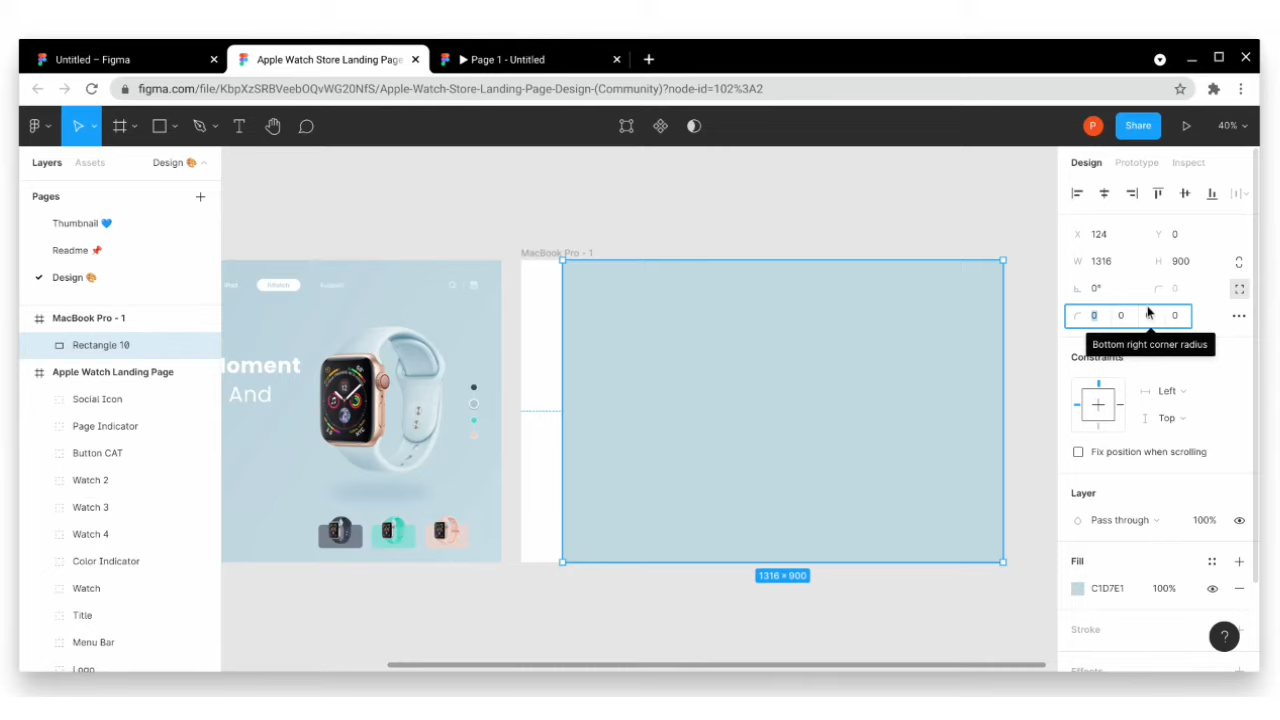 Untitled – Figma
Apple Watch Store Landing Page
Page 1 - Untitled
figma.com/file/KbpXzSRBVeebOQvWG20NfS/Apple-Watch-Store-Landing-Page-Design-(Community)?node-id=102%3A2
P
Share
40%
Layers
Assets
Design 🎨
Design
Prototype
Inspect
Pages
Thumbnail 💙
Readme 📌
Design 🎨
MacBook Pro - 1
Rectangle 10
Apple Watch Landing Page
Social Icon
Page Indicator
Button CAT
Watch 2
Watch 3
Watch 4
Color Indicator
Watch
Title
Menu Bar
Logo
iPad
Watch
Support
oment
And
MacBook Pro - 1
1316 × 900
X 124
Y 0
W 1316
H 900
0°
0
0 0 0
Bottom right corner radius
Constraints
Left
Top
Fix position when scrolling
Layer
Pass through
100%
Fill
C1D7E1
100%
Stroke
Effects
?